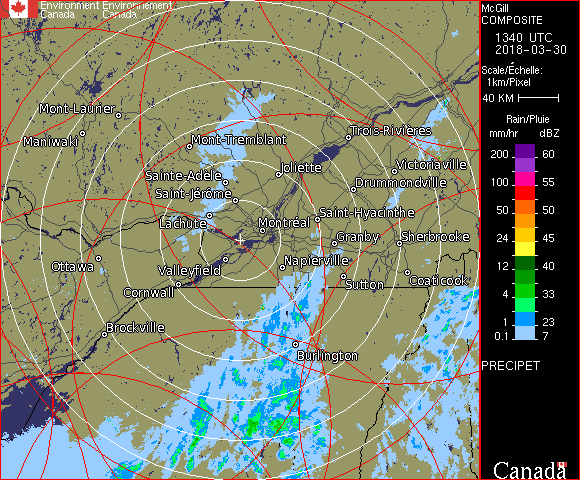 Environment Environnement
Canada Canada
McGill
COMPOSITE
1340 UTC
2018-03-30
Scale/Échelle:
1km/Pixel
40 KM
Rain/Pluie
mm/hr dBZ
200 60
100 55
50 50
24 45
12 40
4 33
1 23
0.1 7
PRECIPET
Canada
Mont-Laurier
Maniwaki
Mont-Tremblant
Trois-Rivières
Sainte-Adèle
Joliette
Victoriaville
Saint-Jérôme
Drummondville
Lachute
Montréal
Saint-Hyacinthe
Granby
Sherbrooke
Ottawa
Valleyfield
Napierville
Cornwall
Sutton
Coaticook
Brockville
Burlington